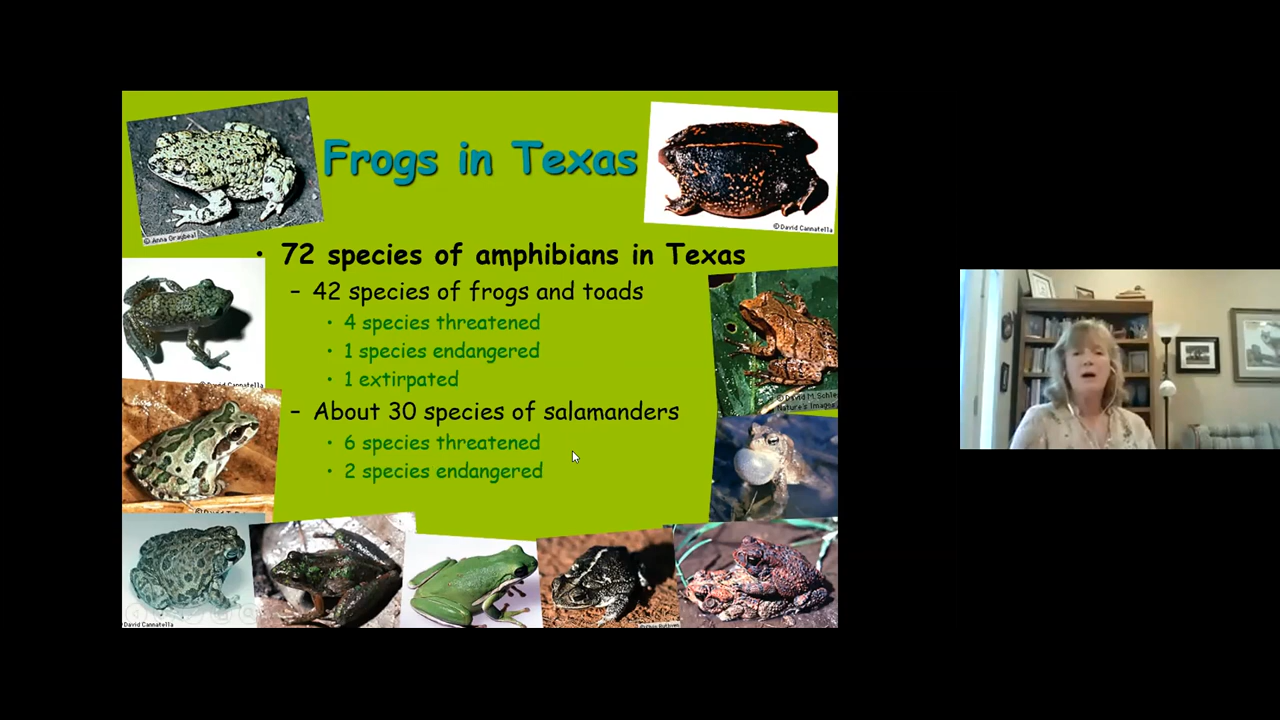 Frogs in Texas
© Anna Graybeal
© David Cannatella
• 72 species of amphibians in Texas
– 42 species of frogs and toads
• 4 species threatened
• 1 species endangered
• 1 extirpated
© David Cannatella
– About 30 species of salamanders
• 6 species threatened
• 2 species endangered
David Cannatella